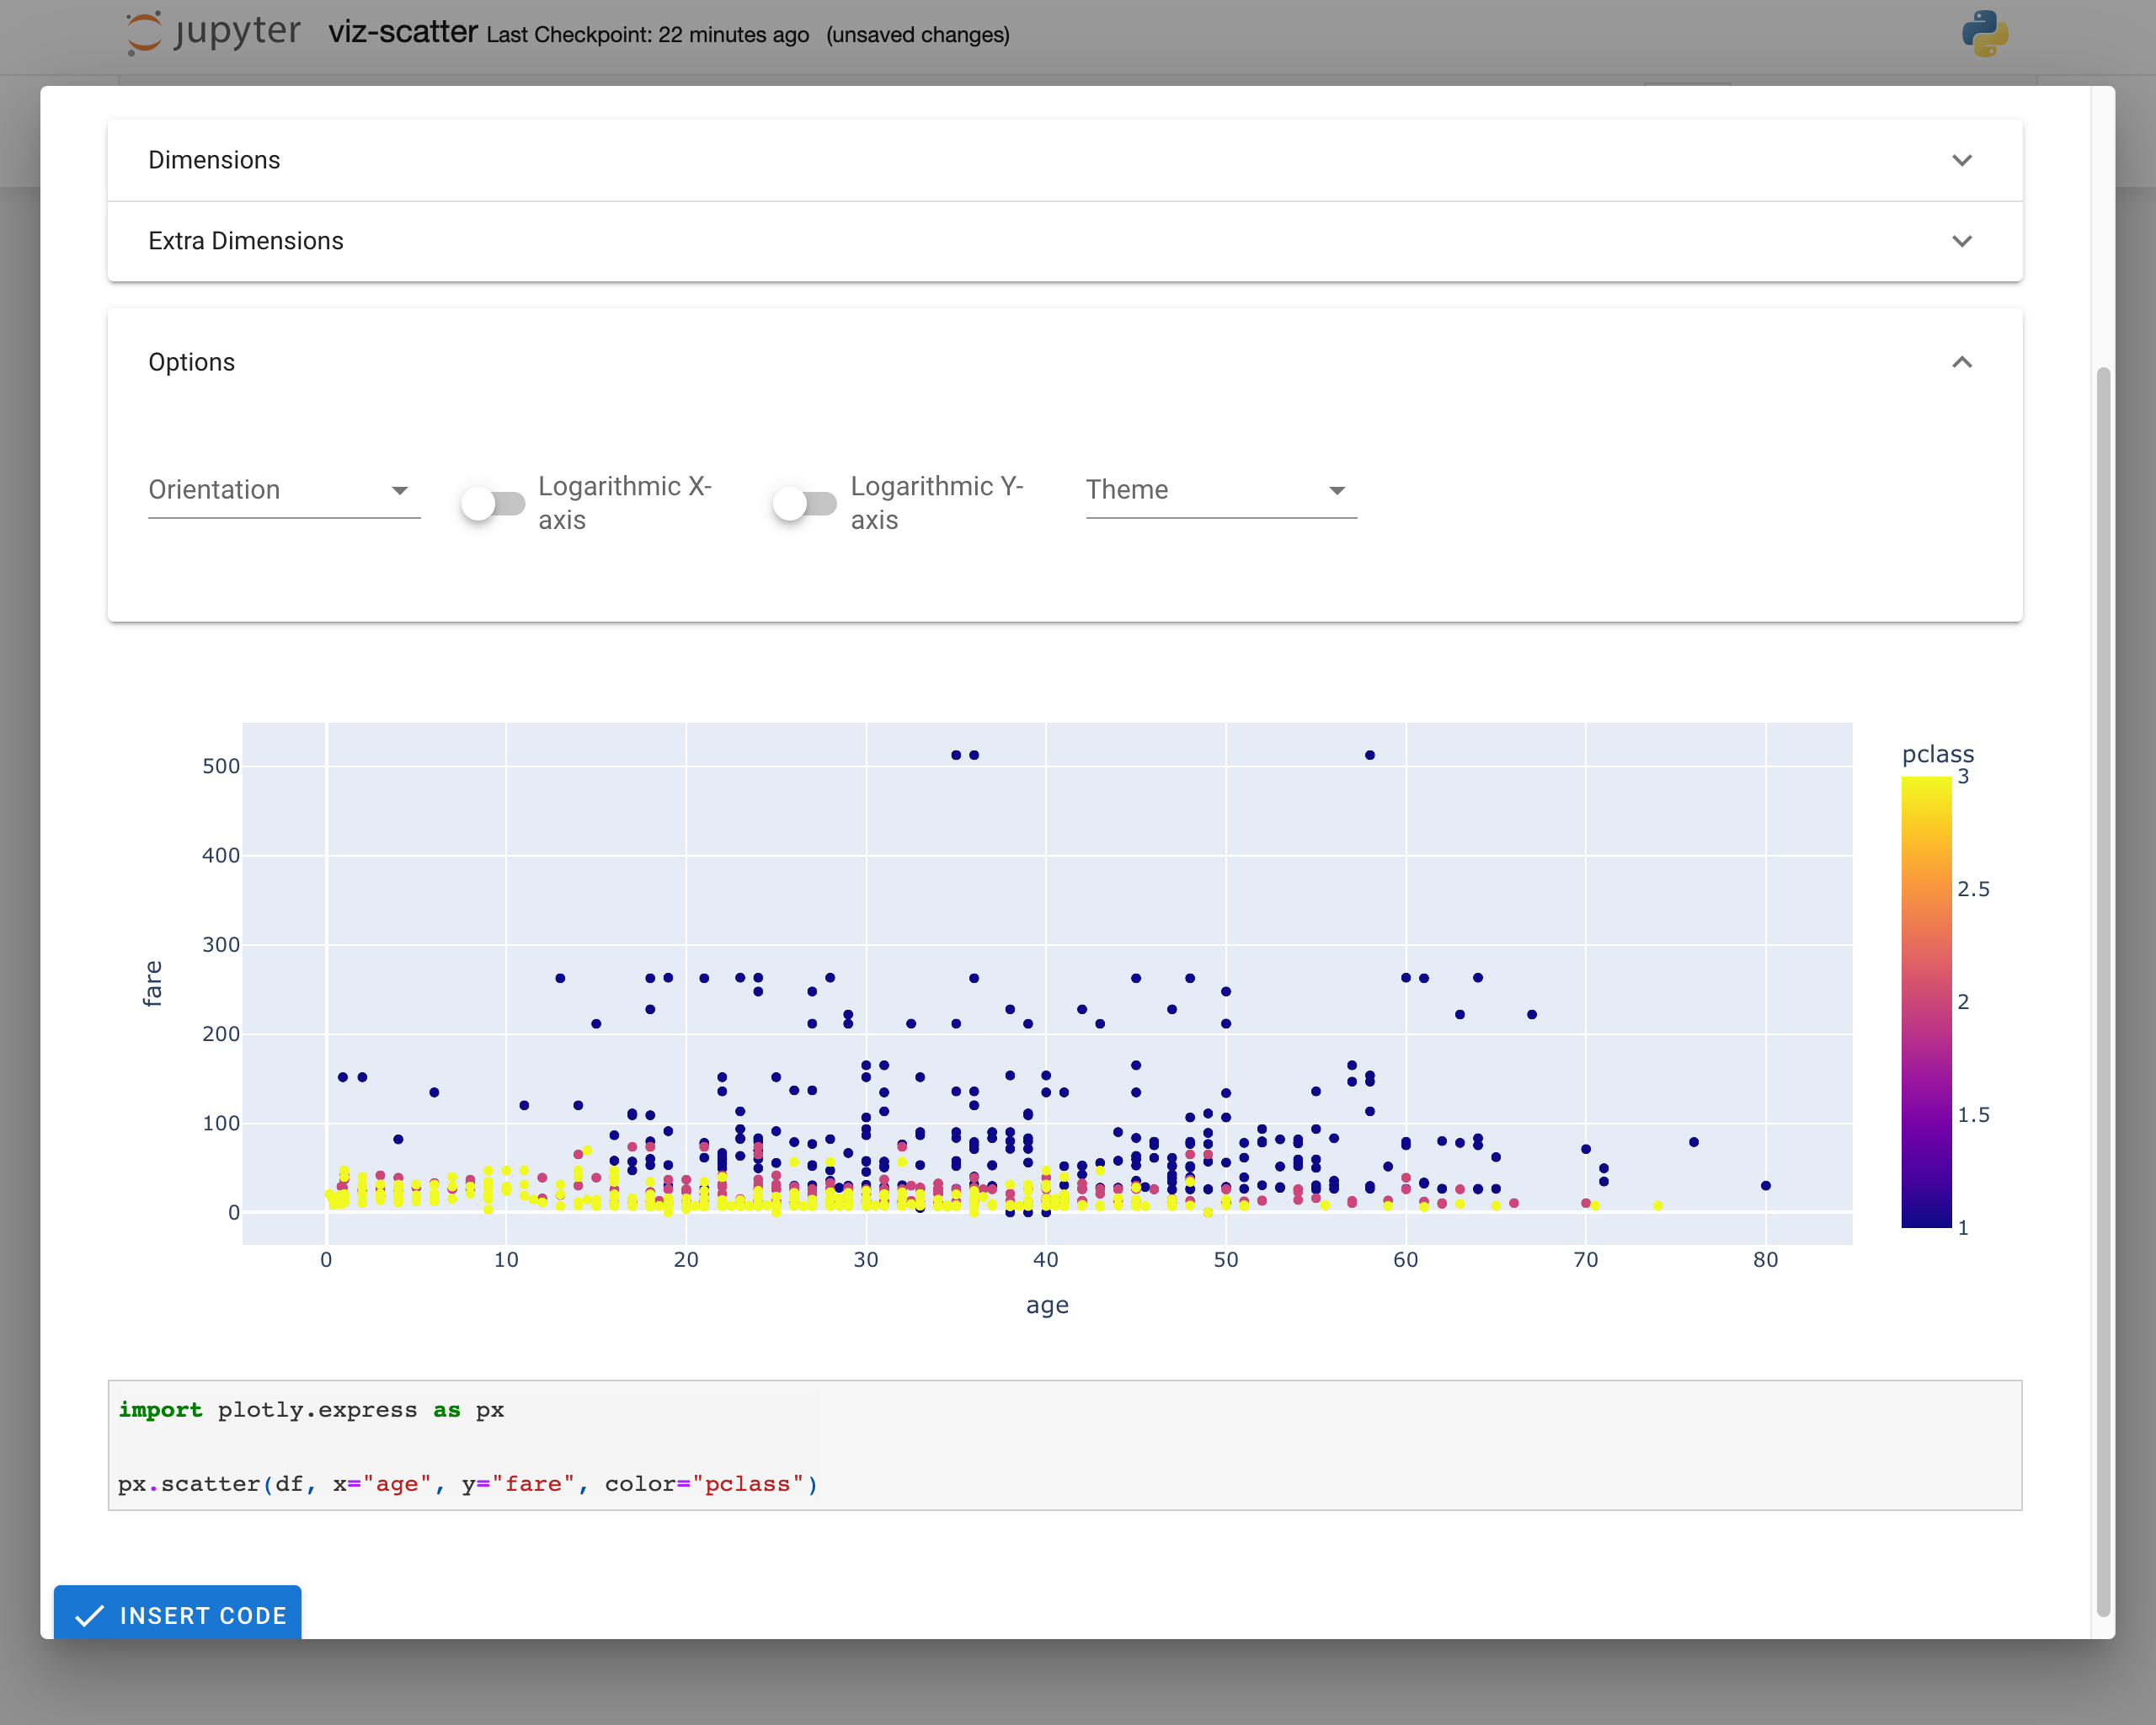 jupyter viz-scatter Last Checkpoint: 22 minutes ago (unsaved changes)
Dimensions
Extra Dimensions
Options
Orientation
Logarithmic X-
axis
Logarithmic Y-
axis
Theme
pclass
3
2.5
2
1.5
1
500
400
300
200
100
0
fare
0 10 20 30 40 50 60 70 80
age
import plotly.express as px
px.scatter(df, x="age", y="fare", color="pclass")
INSERT CODE